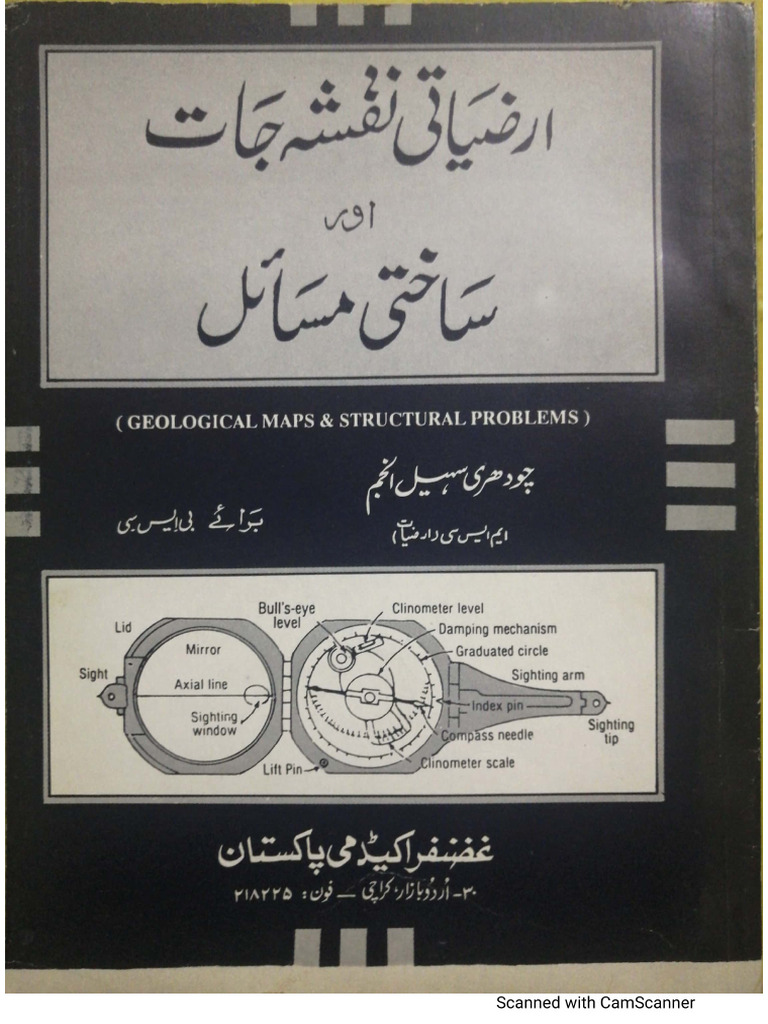 ارضیاتی نقشہ جات
اور
ساختی مسائل
( GEOLOGICAL MAPS & STRUCTURAL PROBLEMS )
چودھری سہیل انجم
ایم ایس سی (ارضیات)
برائے بی ایس سی
Bull's-eye level
Clinometer level
Lid
Damping mechanism
Mirror
Graduated circle
Sight
Axial line
Sighting arm
Index pin
Sighting window
Sighting tip
Compass needle
Lift Pin
Clinometer scale
غضنفر اکیڈمی پاکستان
۳۰- اُردو بازار، کراچی — فون: ۲۱۸۲۲۵
Scanned with CamScanner